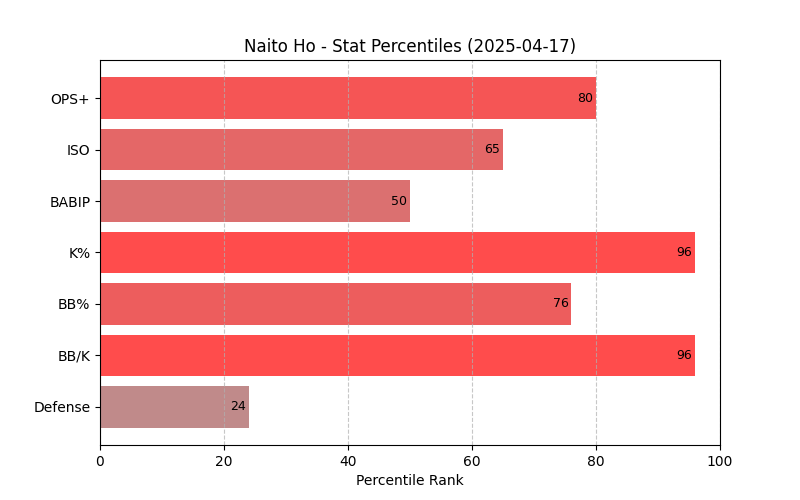 Naito Ho - Stat Percentiles (2025-04-17)
OPS+ 80
ISO 65
BABIP 50
K% 96
BB% 76
BB/K 96
Defense 24
0 20 40 60 80 100
Percentile Rank